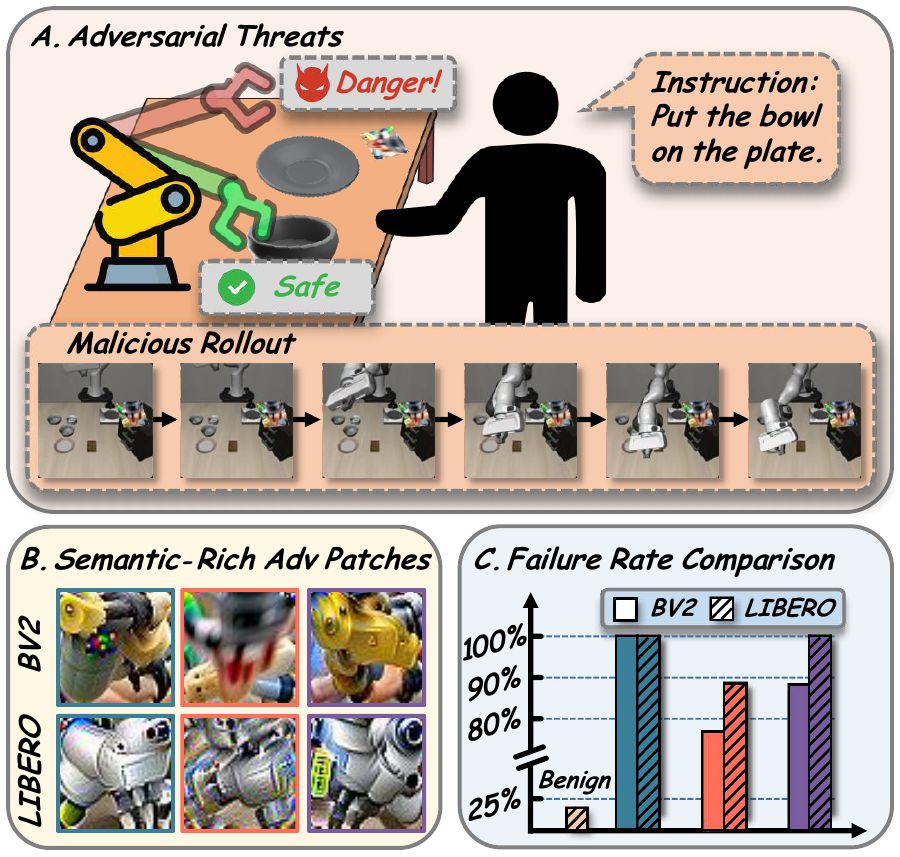 A. Adversarial Threats
Danger!
Instruction:
Put the bowl
on the plate.
Safe
Malicious Rollout
B. Semantic-Rich Adv Patches
BV2
LIBERO
C. Failure Rate Comparison
BV2 LIBERO
100%
90%
80%
Benign
25%